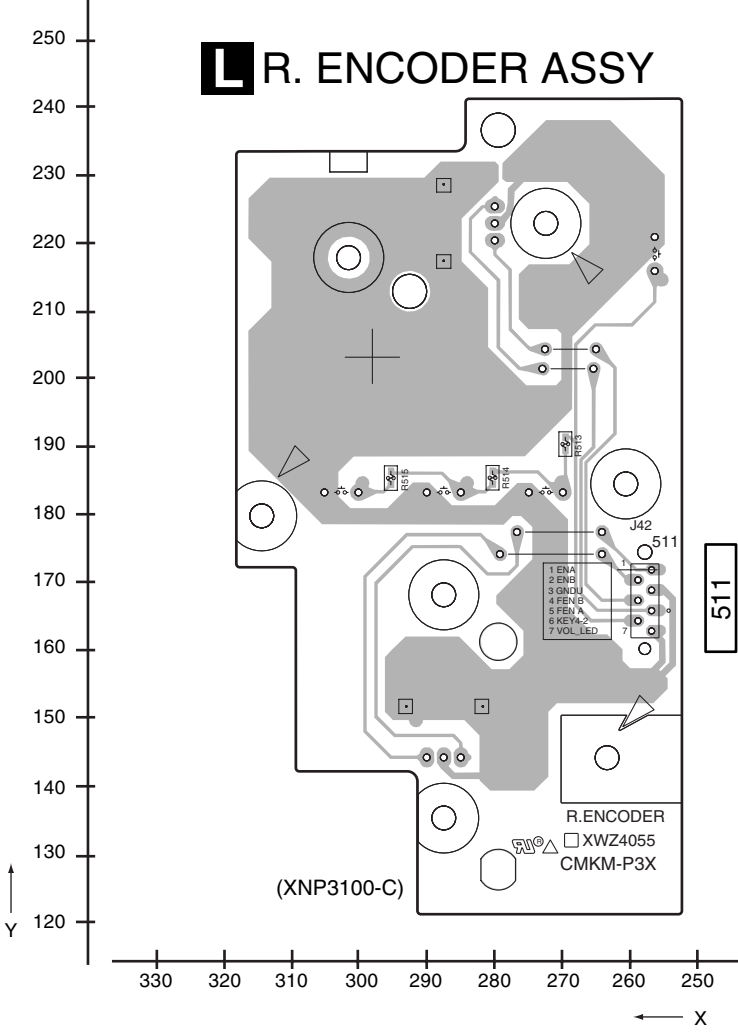 L R. ENCODER ASSY
250
240
230
220
210
200
190
180
170
160
150
140
130
120
Y
R513
R515
R514
J42
511
1 ENA
2 ENB
3 GNDU
4 FEN B
5 FEN A
6 KEY4-2
7 VOL_LED
1
7
511
R.ENCODER
XWZ4055
CMKM-P3X
(XNP3100-C)
330 320 310 300 290 280 270 260 250
X